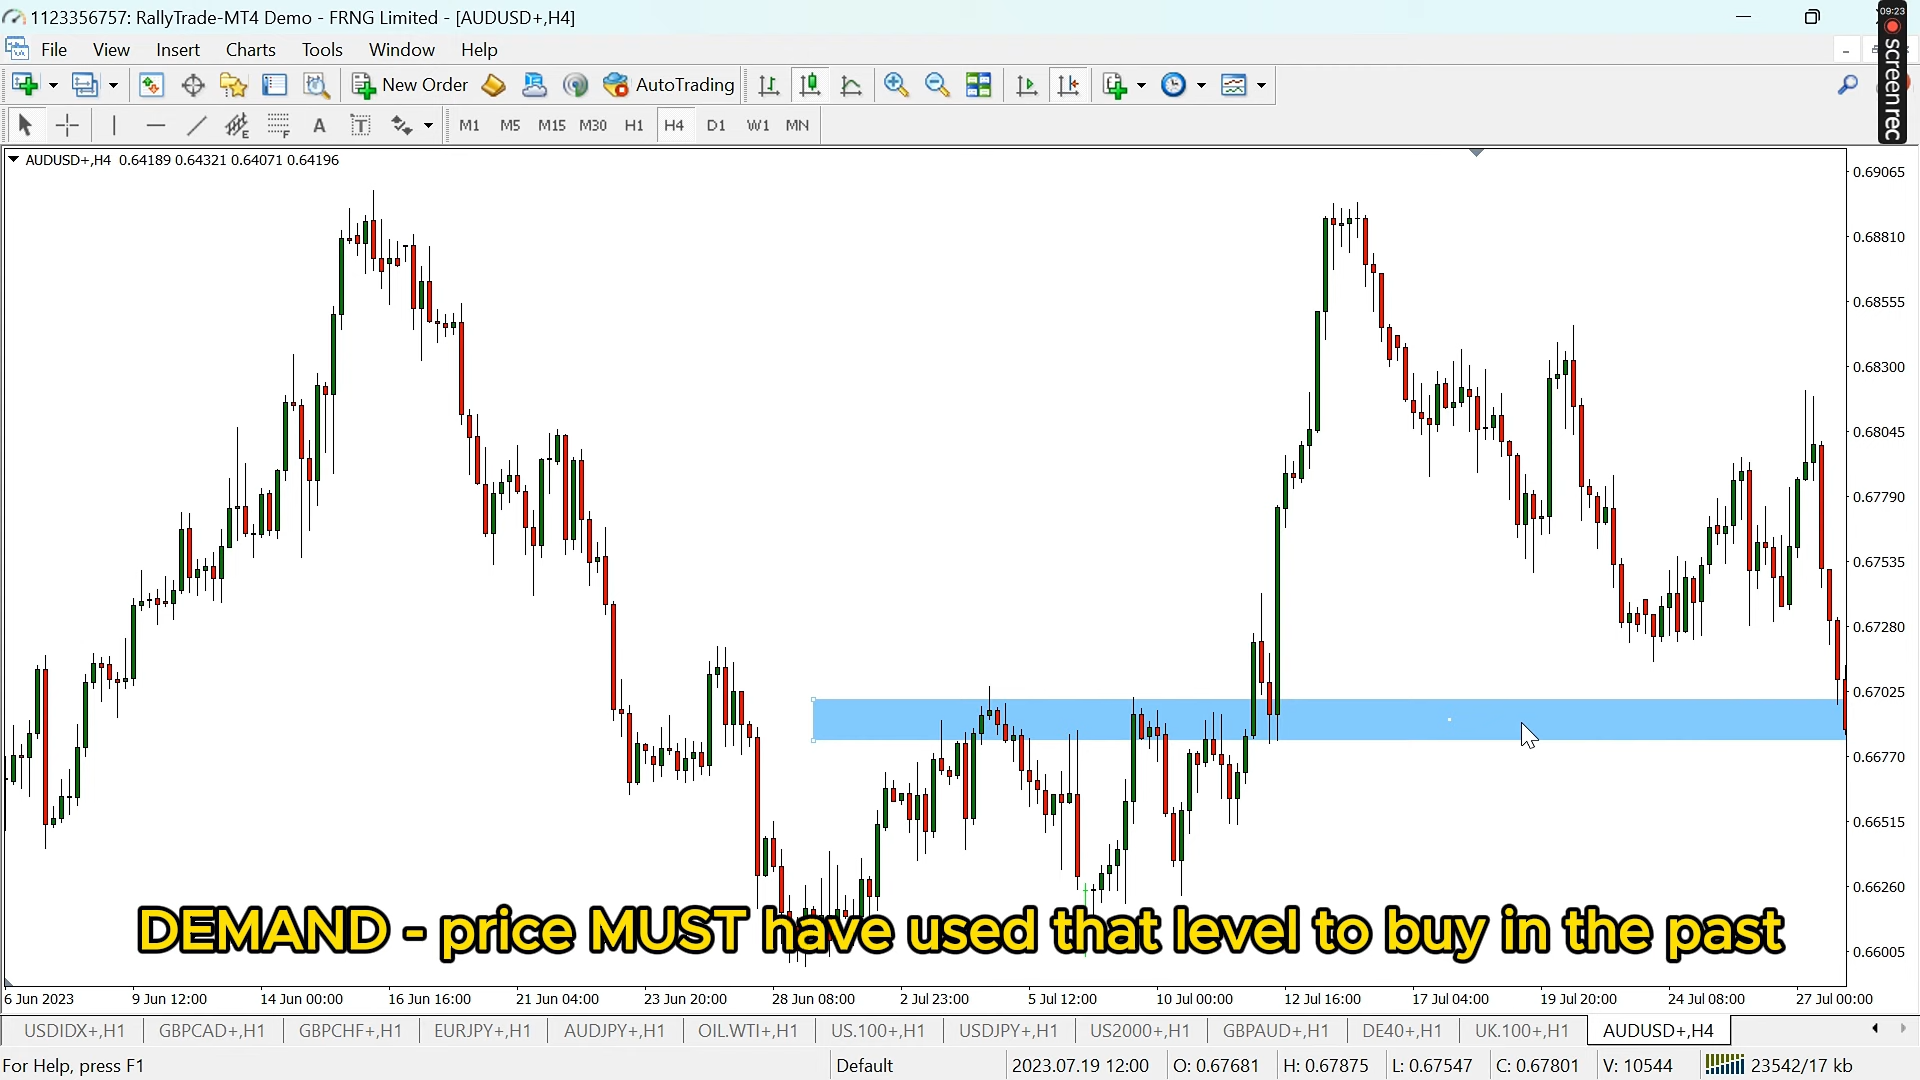 1123356757: RallyTrade-MT4 Demo - FRNG Limited - [AUDUSD+,H4]
09:23
screenrec
File View Insert Charts Tools Window Help
New Order AutoTrading
A T M1 M5 M15 M30 H1 H4 D1 W1 MN
AUDUSD+,H4 0.64189 0.64321 0.64071 0.64196
0.69065
0.68810
0.68555
0.68300
0.68045
0.67790
0.67535
0.67280
0.67025
0.66770
0.66515
0.66260
0.66005
DEMAND - price MUST have used that level to buy in the past
6 Jun 2023 9 Jun 12:00 14 Jun 00:00 16 Jun 16:00 21 Jun 04:00 23 Jun 20:00 28 Jun 08:00 2 Jul 23:00 5 Jul 12:00 10 Jul 00:00 12 Jul 16:00 17 Jul 04:00 19 Jul 20:00 24 Jul 08:00 27 Jul 00:00
USDIDX+,H1 GBPCAD+,H1 GBPCHF+,H1 EURJPY+,H1 AUDJPY+,H1 OIL.WTI+,H1 US.100+,H1 USDJPY+,H1 US2000+,H1 GBPAUD+,H1 DE40+,H1 UK.100+,H1 AUDUSD+,H4
For Help, press F1 Default 2023.07.19 12:00 O: 0.67681 H: 0.67875 L: 0.67547 C: 0.67801 V: 10544 23542/17 kb